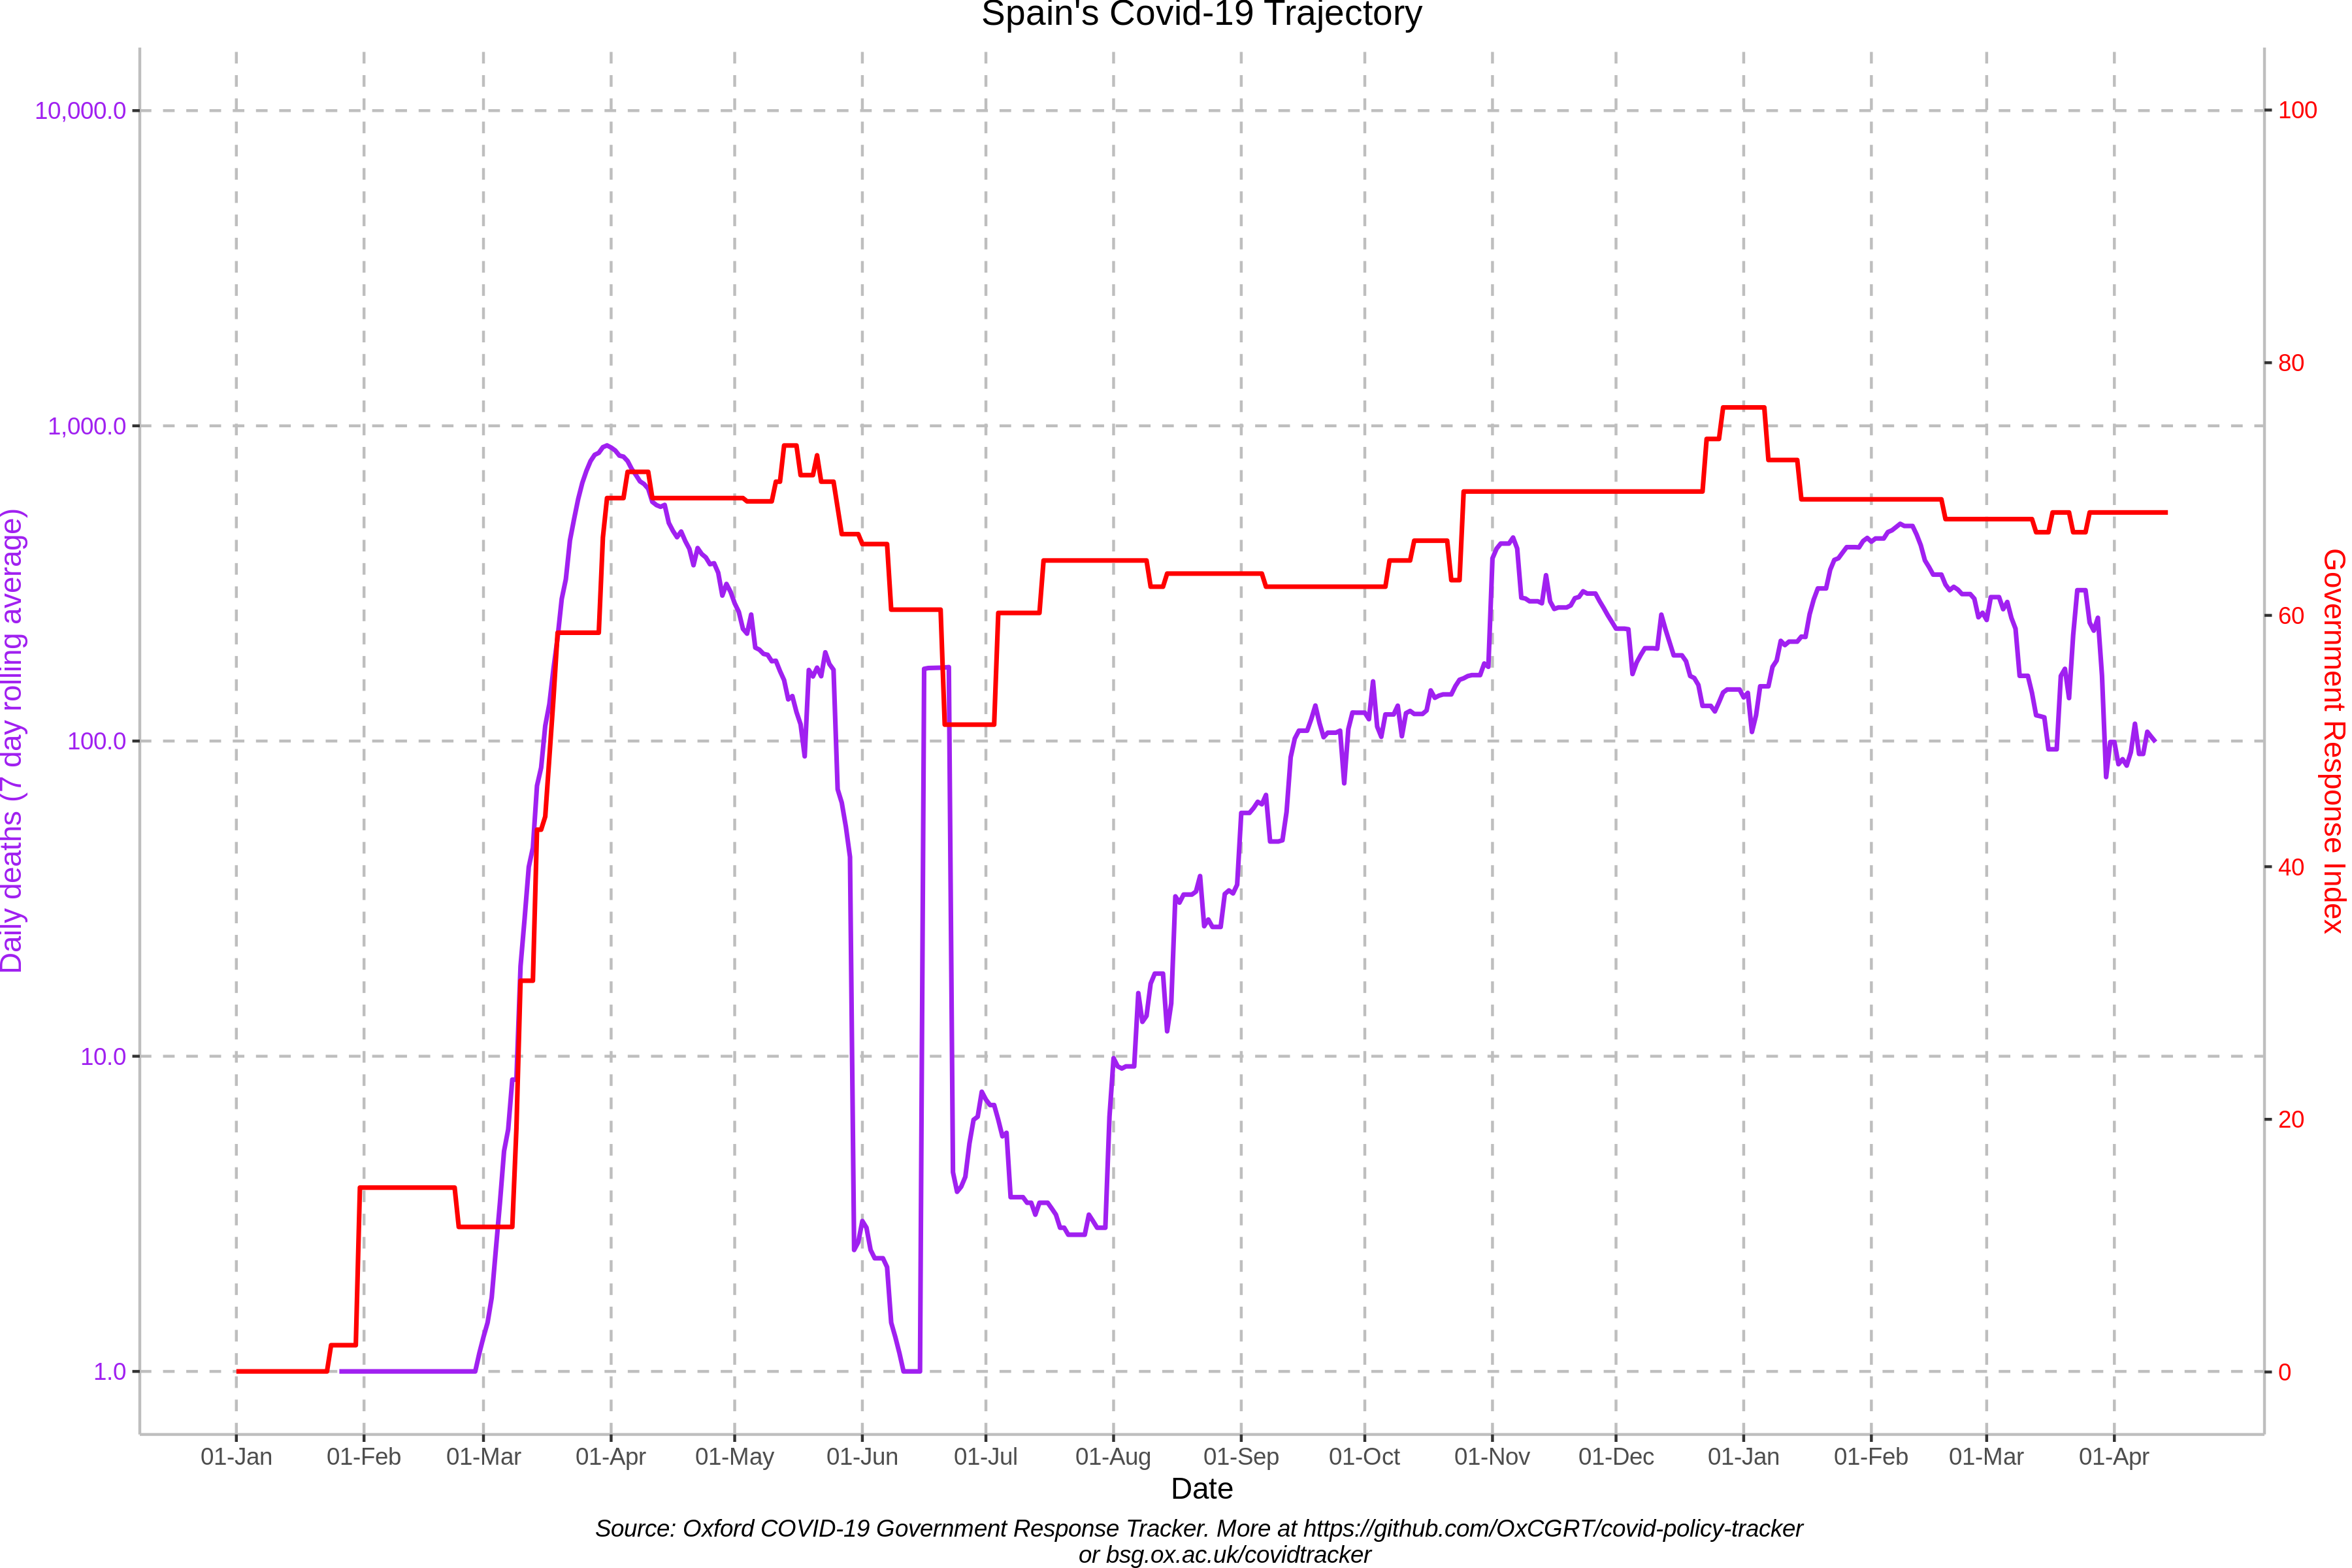 Spain's Covid-19 Trajectory
10,000.0
1,000.0
100.0
10.0
1.0
Daily deaths (7 day rolling average)
100
80
60
40
20
0
Government Response Index
01-Jan 01-Feb 01-Mar 01-Apr 01-May 01-Jun 01-Jul 01-Aug 01-Sep 01-Oct 01-Nov 01-Dec 01-Jan 01-Feb 01-Mar 01-Apr
Date
Source: Oxford COVID-19 Government Response Tracker. More at https://github.com/OxCGRT/covid-policy-tracker
or bsg.ox.ac.uk/covidtracker